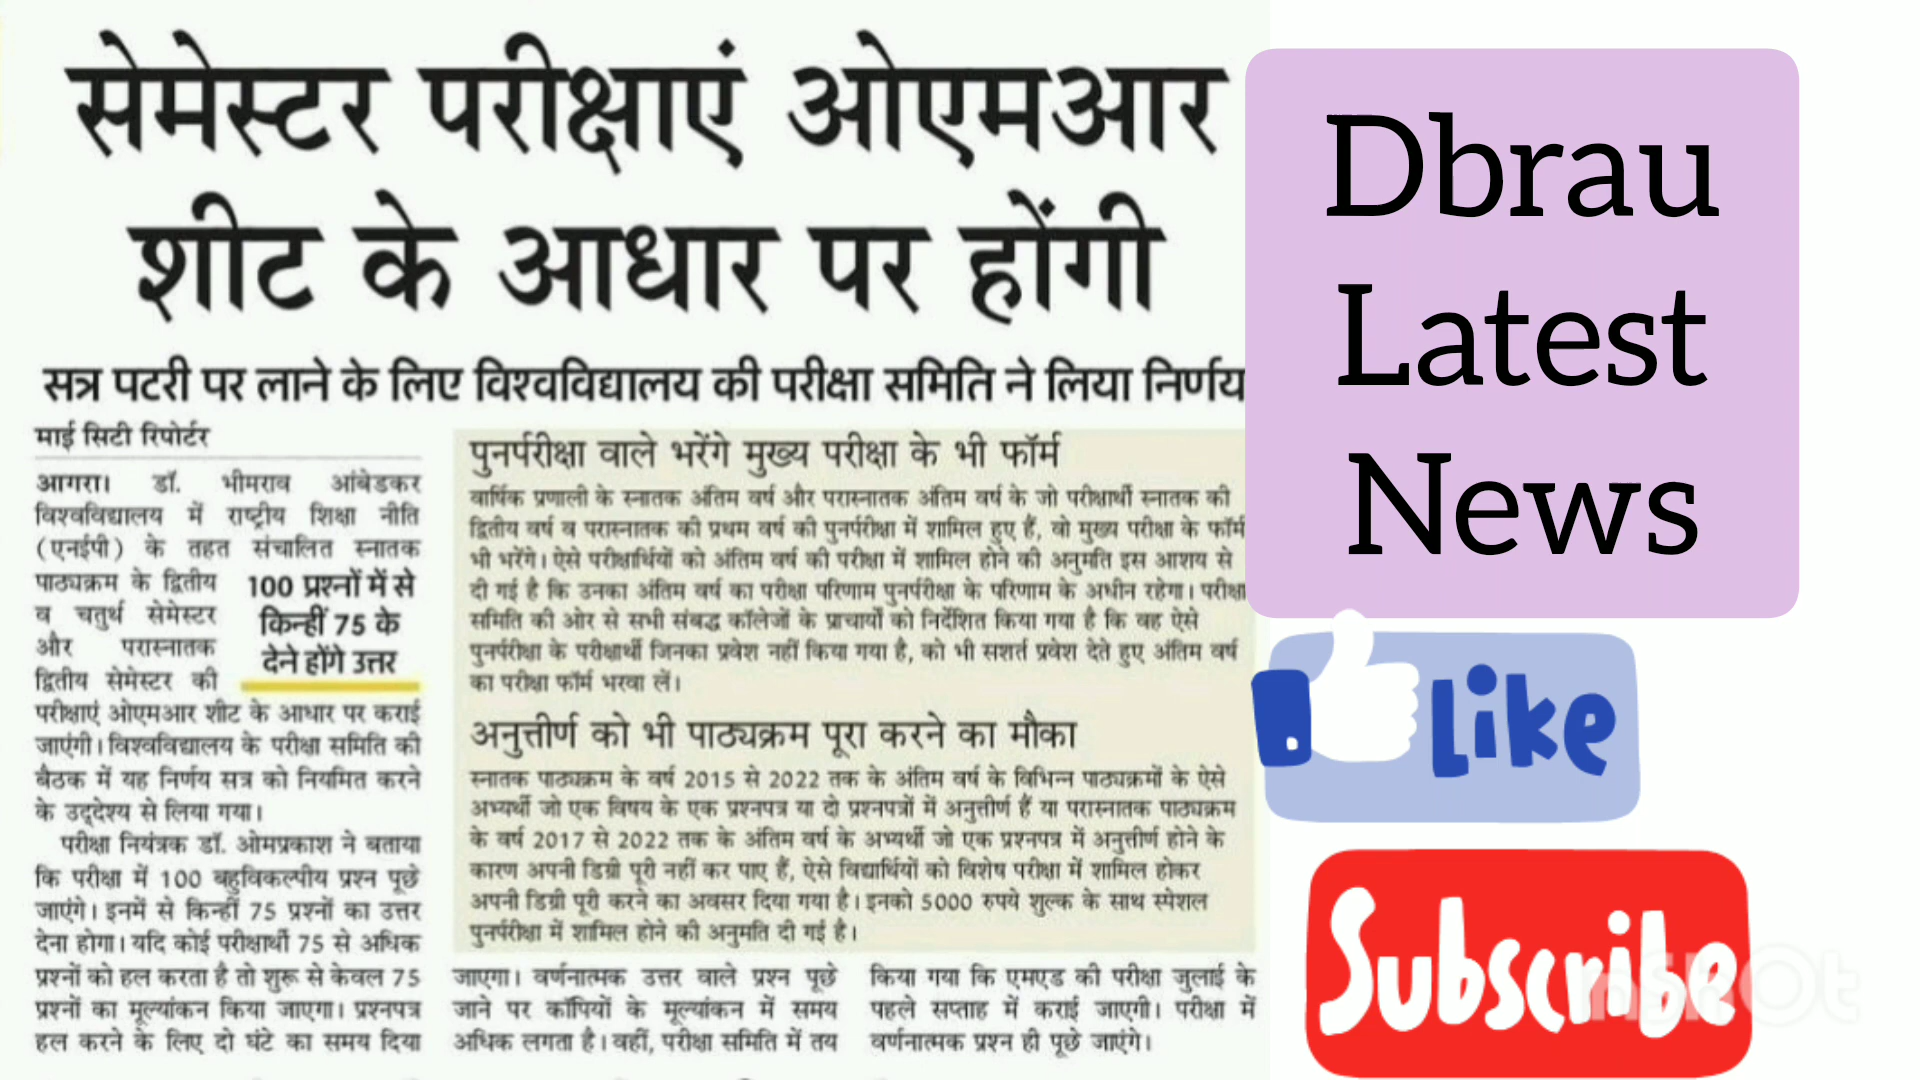 सेमेस्टर परीक्षाएं ओएमआर
शीट के आधार पर होंगी
सत्र पटरी पर लाने के लिए विश्वविद्यालय की परीक्षा समिति ने लिया निर्णय
माई सिटी रिपोर्टर
आगरा। डॉ. भीमराव आंबेडकर
विश्वविद्यालय में राष्ट्रीय शिक्षा नीति
(एनईपी) के तहत संचालित स्नातक
पाठ्यक्रम के द्वितीय
व चतुर्थ सेमेस्टर
और परास्नातक
द्वितीय सेमेस्टर की
100 प्रश्नों में से
किन्हीं 75 के
देने होंगे उत्तर
परीक्षाएं ओएमआर शीट के आधार पर कराई
जाएंगी। विश्वविद्यालय के परीक्षा समिति की
बैठक में यह निर्णय सत्र को नियमित करने
के उद्देश्य से लिया गया।
परीक्षा नियंत्रक डॉ. ओमप्रकाश ने बताया
कि परीक्षा में 100 बहुविकल्पीय प्रश्न पूछे
जाएंगे। इनमें से किन्हीं 75 प्रश्नों का उत्तर
देना होगा। यदि कोई परीक्षार्थी 75 से अधिक
प्रश्नों को हल करता है तो शुरू से केवल 75
प्रश्नों का मूल्यांकन किया जाएगा। प्रश्नपत्र
हल करने के लिए दो घंटे का समय दिया
पुनर्परीक्षा वाले भरेंगे मुख्य परीक्षा के भी फॉर्म
वार्षिक प्रणाली के स्नातक अंतिम वर्ष और परास्नातक अंतिम वर्ष के जो परीक्षार्थी स्नातक की
द्वितीय वर्ष व परास्नातक की प्रथम वर्ष की पुनर्परीक्षा में शामिल हुए हैं, वो मुख्य परीक्षा के फॉर्म
भी भरेंगे। ऐसे परीक्षार्थियों को अंतिम वर्ष की परीक्षा में शामिल होने की अनुमति इस आशय से
दी गई है कि उनका अंतिम वर्ष का परीक्षा परिणाम पुनर्परीक्षा के परिणाम के अधीन रहेगा। परीक्षा
समिति की ओर से सभी संबद्ध कॉलेजों के प्राचार्यों को निर्देशित किया गया है कि वह ऐसे
पुनर्परीक्षा के परीक्षार्थी जिनका प्रवेश नहीं किया गया है, को भी सशर्त प्रवेश देते हुए अंतिम वर्ष
का परीक्षा फॉर्म भरवा लें।
अनुत्तीर्ण को भी पाठ्यक्रम पूरा करने का मौका
स्नातक पाठ्यक्रम के वर्ष 2015 से 2022 तक के अंतिम वर्ष के विभिन्न पाठ्यक्रमों के ऐसे
अभ्यर्थी जो एक विषय के एक प्रश्नपत्र या दो प्रश्नपत्रों में अनुत्तीर्ण हैं या परास्नातक पाठ्यक्रम
के वर्ष 2017 से 2022 तक के अंतिम वर्ष के अभ्यर्थी जो एक प्रश्नपत्र में अनुत्तीर्ण होने के
कारण अपनी डिग्री पूरी नहीं कर पाए हैं, ऐसे विद्यार्थियों को विशेष परीक्षा में शामिल होकर
अपनी डिग्री पूरी करने का अवसर दिया गया है। इनको 5000 रुपये शुल्क के साथ स्पेशल
पुनर्परीक्षा में शामिल होने की अनुमति दी गई है।
जाएगा। वर्णनात्मक उत्तर वाले प्रश्न पूछे
जाने पर कॉपियों के मूल्यांकन में समय
अधिक लगता है। वहीं, परीक्षा समिति में तय
किया गया कि एमएड की परीक्षा जुलाई के
पहले सप्ताह में कराई जाएगी। परीक्षा में
वर्णनात्मक प्रश्न ही पूछे जाएंगे।
Dbrau
Latest
News
Like
Subscribe
inshot